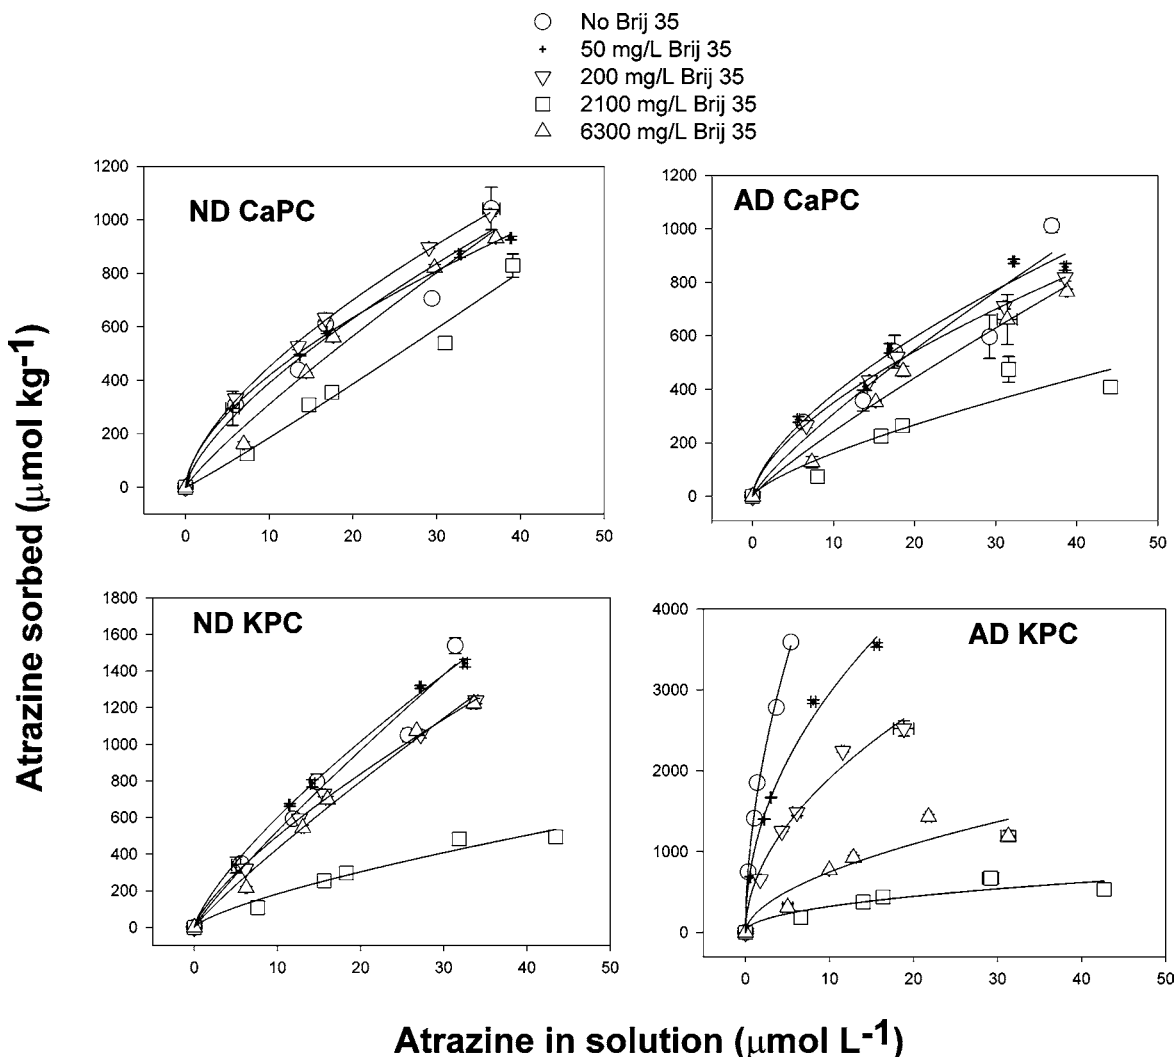 No Brij 35
50 mg/L Brij 35
200 mg/L Brij 35
2100 mg/L Brij 35
6300 mg/L Brij 35
ND CaPC
1200
1000
800
600
400
200
0
0 10 20 30 40 50
AD CaPC
1200
1000
800
600
400
200
0
0 10 20 30 40 50
Atrazine sorbed (μmol kg-1)
ND KPC
1800
1600
1400
1200
1000
800
600
400
200
0
0 10 20 30 40 50
AD KPC
4000
3000
2000
1000
0
0 10 20 30 40 50
Atrazine in solution (μmol L-1)